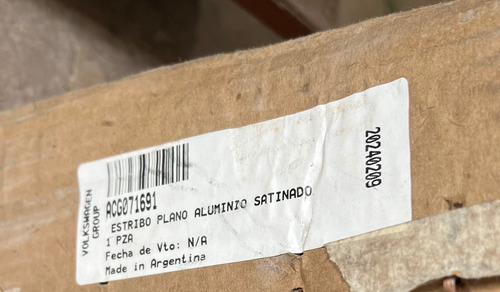 VOLKSWAGEN
GROUP
ACG071691
ESTRIBO PLANO ALUMINIO SATINADO
1 PZA
Fecha de Vto: N/A
Made in Argentina
20240209